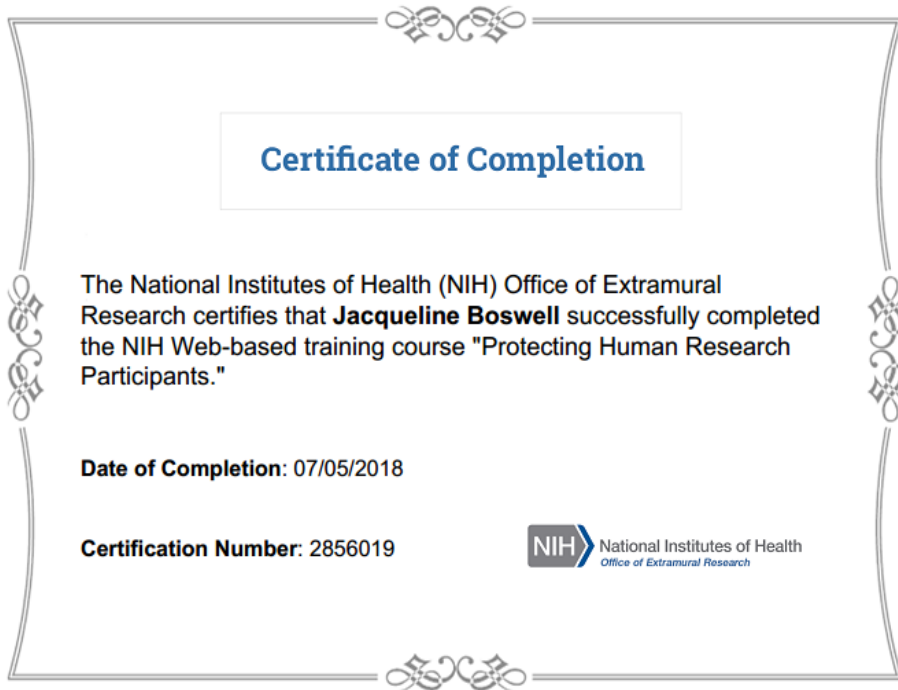 Certificate of Completion
The National Institutes of Health (NIH) Office of Extramural
Research certifies that Jacqueline Boswell successfully completed
the NIH Web-based training course "Protecting Human Research
Participants."
Date of Completion: 07/05/2018
Certification Number: 2856019
NIH National Institutes of Health
Office of Extramural Research